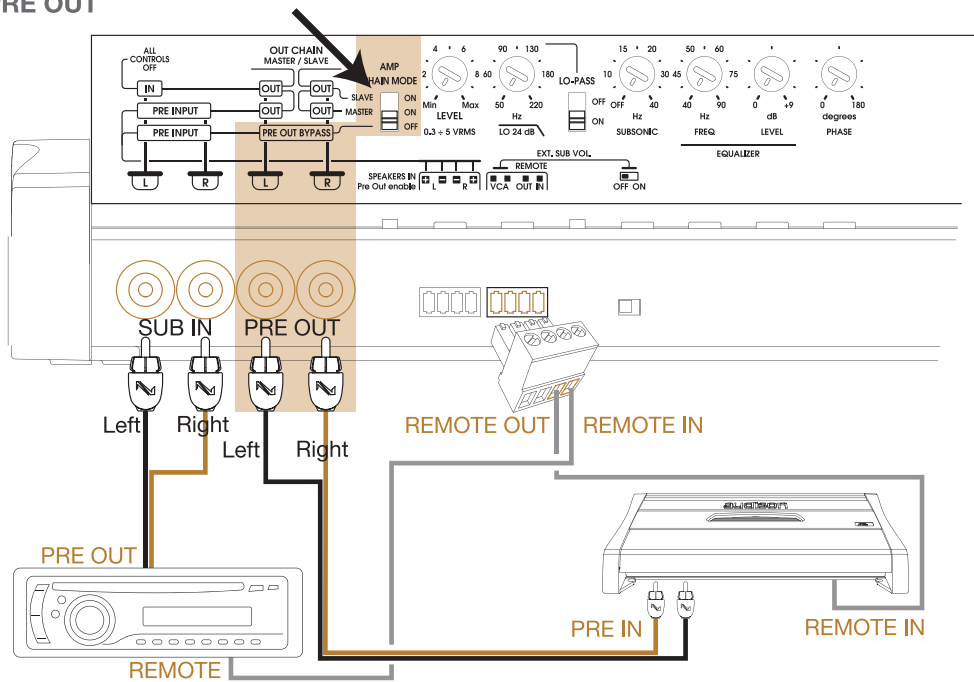 PRE OUT
ALL
CONTROLS
OFF
OUT CHAIN
MASTER / SLAVE
AMP
CHAIN MODE
IN OUT OUT SLAVE ON
PRE INPUT OUT OUT MASTER ON
PRE INPUT PRE OUT BYPASS OFF
L R L R
4 6
2 8
Min Max
LEVEL
0.3 ÷ 5 VRMS
90 130
60 180
50 220
Hz
LO 24 dB
LO-PASS
OFF
ON
15 20
10 30
OFF 40
Hz
SUBSONIC
50 60
45 75
40 90
Hz
FREQ
0 +9
dB
LEVEL
EQUALIZER
0 180
degrees
PHASE
SPEAKERS IN
Pre Out enable
+ L - - R +
EXT. SUB VOL.
REMOTE
VCA OUT IN
OFF ON
SUB IN PRE OUT
Left Right
Left Right
REMOTE OUT REMOTE IN
audison
PRE OUT
PRE IN
REMOTE IN
REMOTE